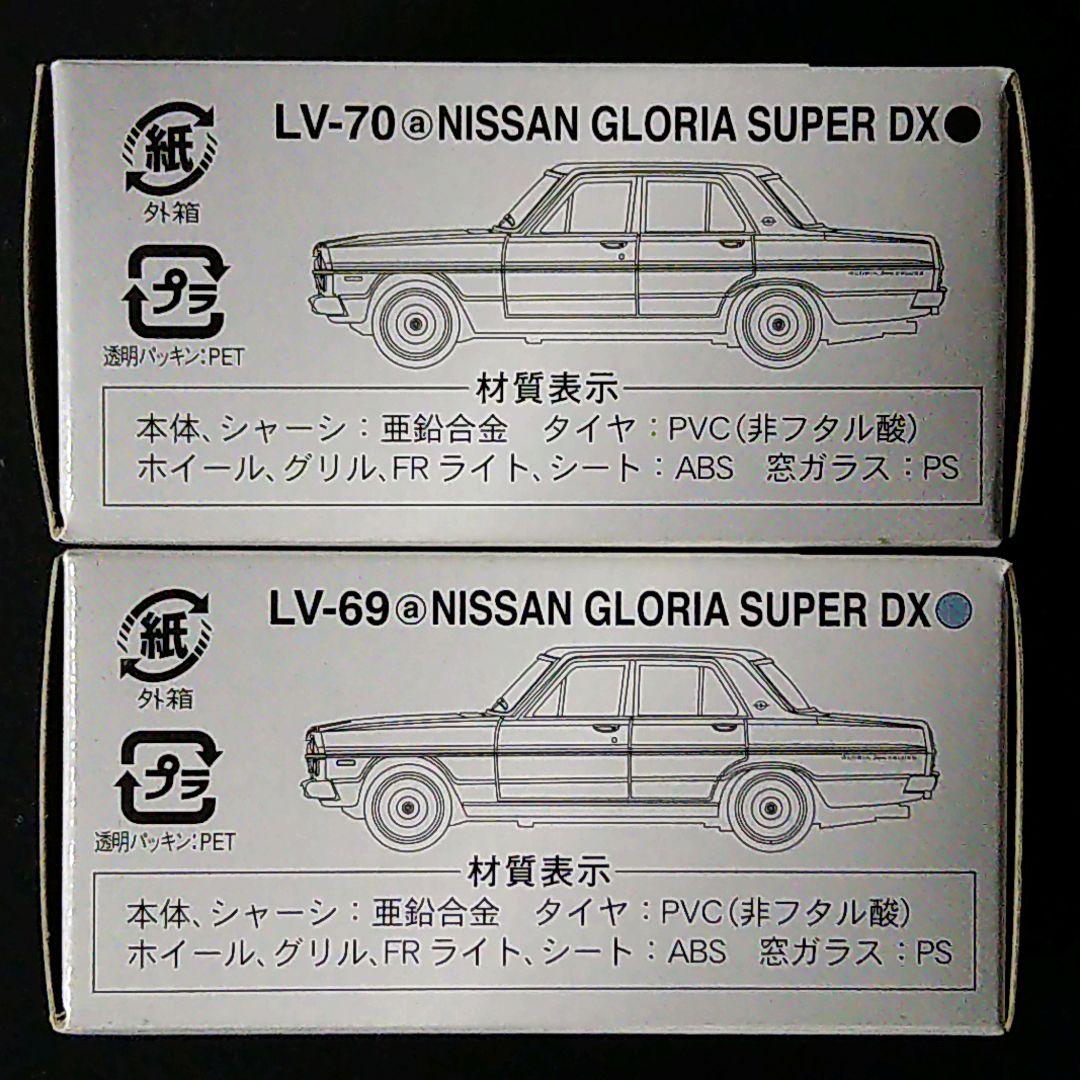 LV-70ⓐNISSAN GLORIA SUPER DX●
紙
外箱
プラ
透明パッキン:PET
材質表示
本体、シャーシ:亜鉛合金 タイヤ:PVC(非フタル酸)
ホイール、グリル、FRライト、シート:ABS 窓ガラス:PS
LV-69ⓐNISSAN GLORIA SUPER DX
紙
外箱
プラ
透明パッキン:PET
材質表示
本体、シャーシ:亜鉛合金 タイヤ:PVC(非フタル酸)
ホイール、グリル、FRライト、シート:ABS 窓ガラス:PS